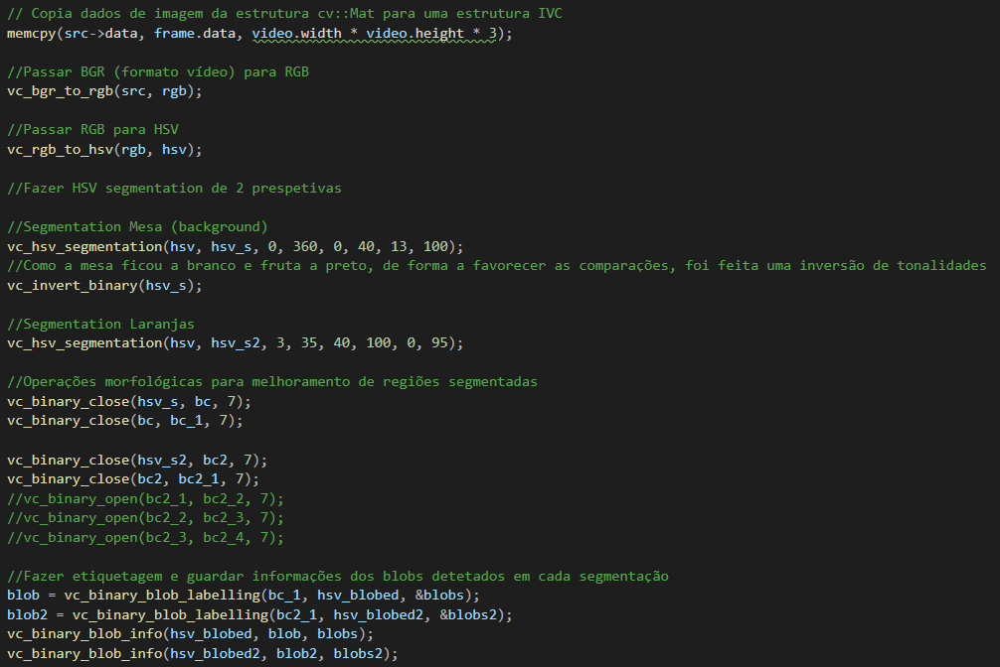 // Copia dados de imagem da estrutura cv::Mat para uma estrutura IVC
memcpy(src->data, frame.data, video.width * video.height * 3);
//Passar BGR (formato vídeo) para RGB
vc_bgr_to_rgb(src, rgb);
//Passar RGB para HSV
vc_rgb_to_hsv(rgb, hsv);
//Fazer HSV segmentation de 2 prespetivas
//Segmentation Mesa (background)
vc_hsv_segmentation(hsv, hsv_s, 0, 360, 0, 40, 13, 100);
//Como a mesa ficou a branco e fruta a preto, de forma a favorecer as comparações, foi feita uma inversão de tonalidades
vc_invert_binary(hsv_s);
//Segmentation Laranjas
vc_hsv_segmentation(hsv, hsv_s2, 3, 35, 40, 100, 0, 95);
//Operações morfológicas para melhoramento de regiões segmentadas
vc_binary_close(hsv_s, bc, 7);
vc_binary_close(bc, bc_1, 7);
vc_binary_close(hsv_s2, bc2, 7);
vc_binary_close(bc2, bc2_1, 7);
//vc_binary_open(bc2_1, bc2_2, 7);
//vc_binary_open(bc2_2, bc2_3, 7);
//vc_binary_open(bc2_3, bc2_4, 7);
//Fazer etiquetagem e guardar informações dos blobs detetados em cada segmentação
blob = vc_binary_blob_labelling(bc_1, hsv_blobed, &blobs);
blob2 = vc_binary_blob_labelling(bc2_1, hsv_blobed2, &blobs2);
vc_binary_blob_info(hsv_blobed, blob, blobs);
vc_binary_blob_info(hsv_blobed2, blob2, blobs2);